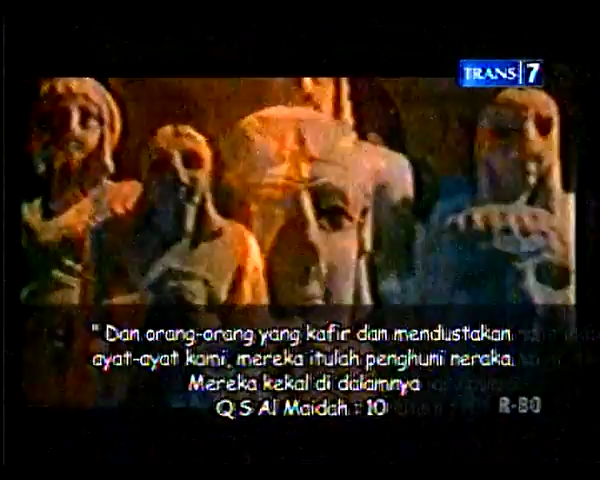 TRANS 7
" Dan orang-orang yang kafir dan mendustakan
ayat-ayat kami, mereka itulah penghuni neraka.
Mereka kekal di dalamnya
Q S Al Maidah : 10
R-BO